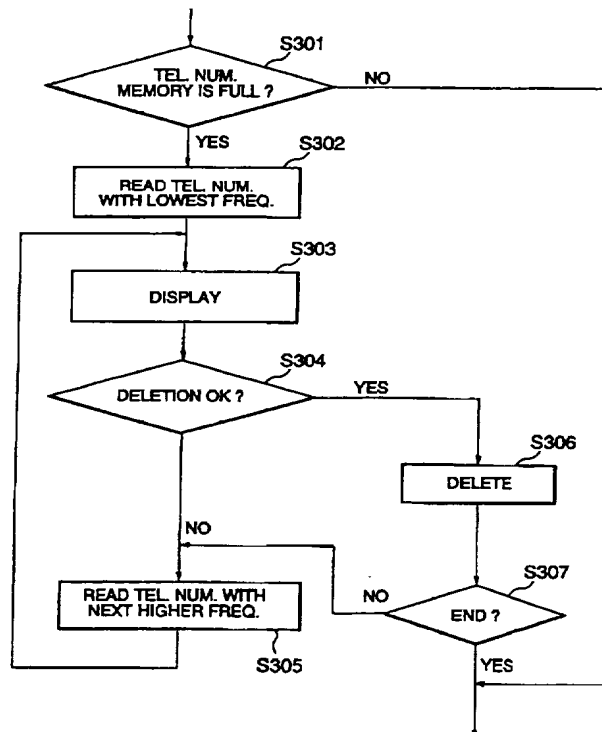 S301
TEL. NUM.
MEMORY IS FULL ?
NO
YES
S302
READ TEL. NUM.
WITH LOWEST FREQ.
S303
DISPLAY
S304
DELETION OK ?
YES
S306
DELETE
NO
S307
READ TEL. NUM. WITH
NEXT HIGHER FREQ.
NO
END ?
S305
YES